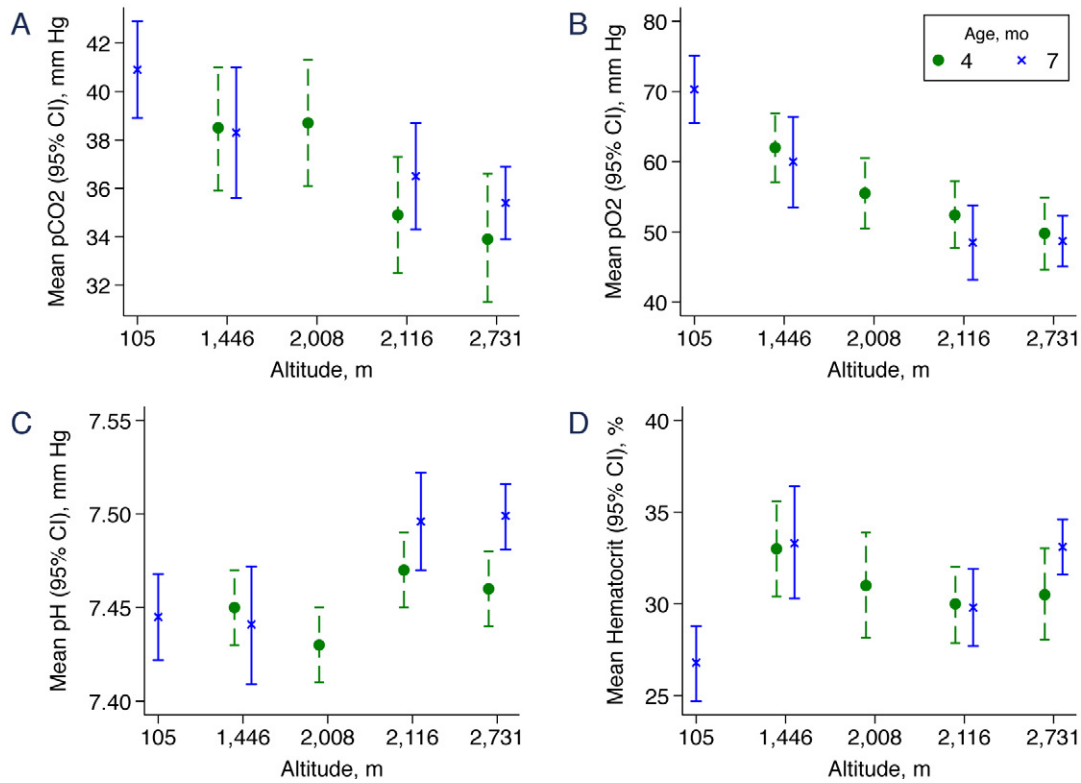 A
Mean pCO2 (95% CI), mm Hg
42
40
38
36
34
32
105 1,446 2,008 2,116 2,731
Altitude, m
B
Mean pO2 (95% CI), mm Hg
80
70
60
50
40
105 1,446 2,008 2,116 2,731
Altitude, m
Age, mo
4 7
C
Mean pH (95% CI), mm Hg
7.55
7.50
7.45
7.40
105 1,446 2,008 2,116 2,731
Altitude, m
D
Mean Hematocrit (95% CI), %
40
35
30
25
105 1,446 2,008 2,116 2,731
Altitude, m